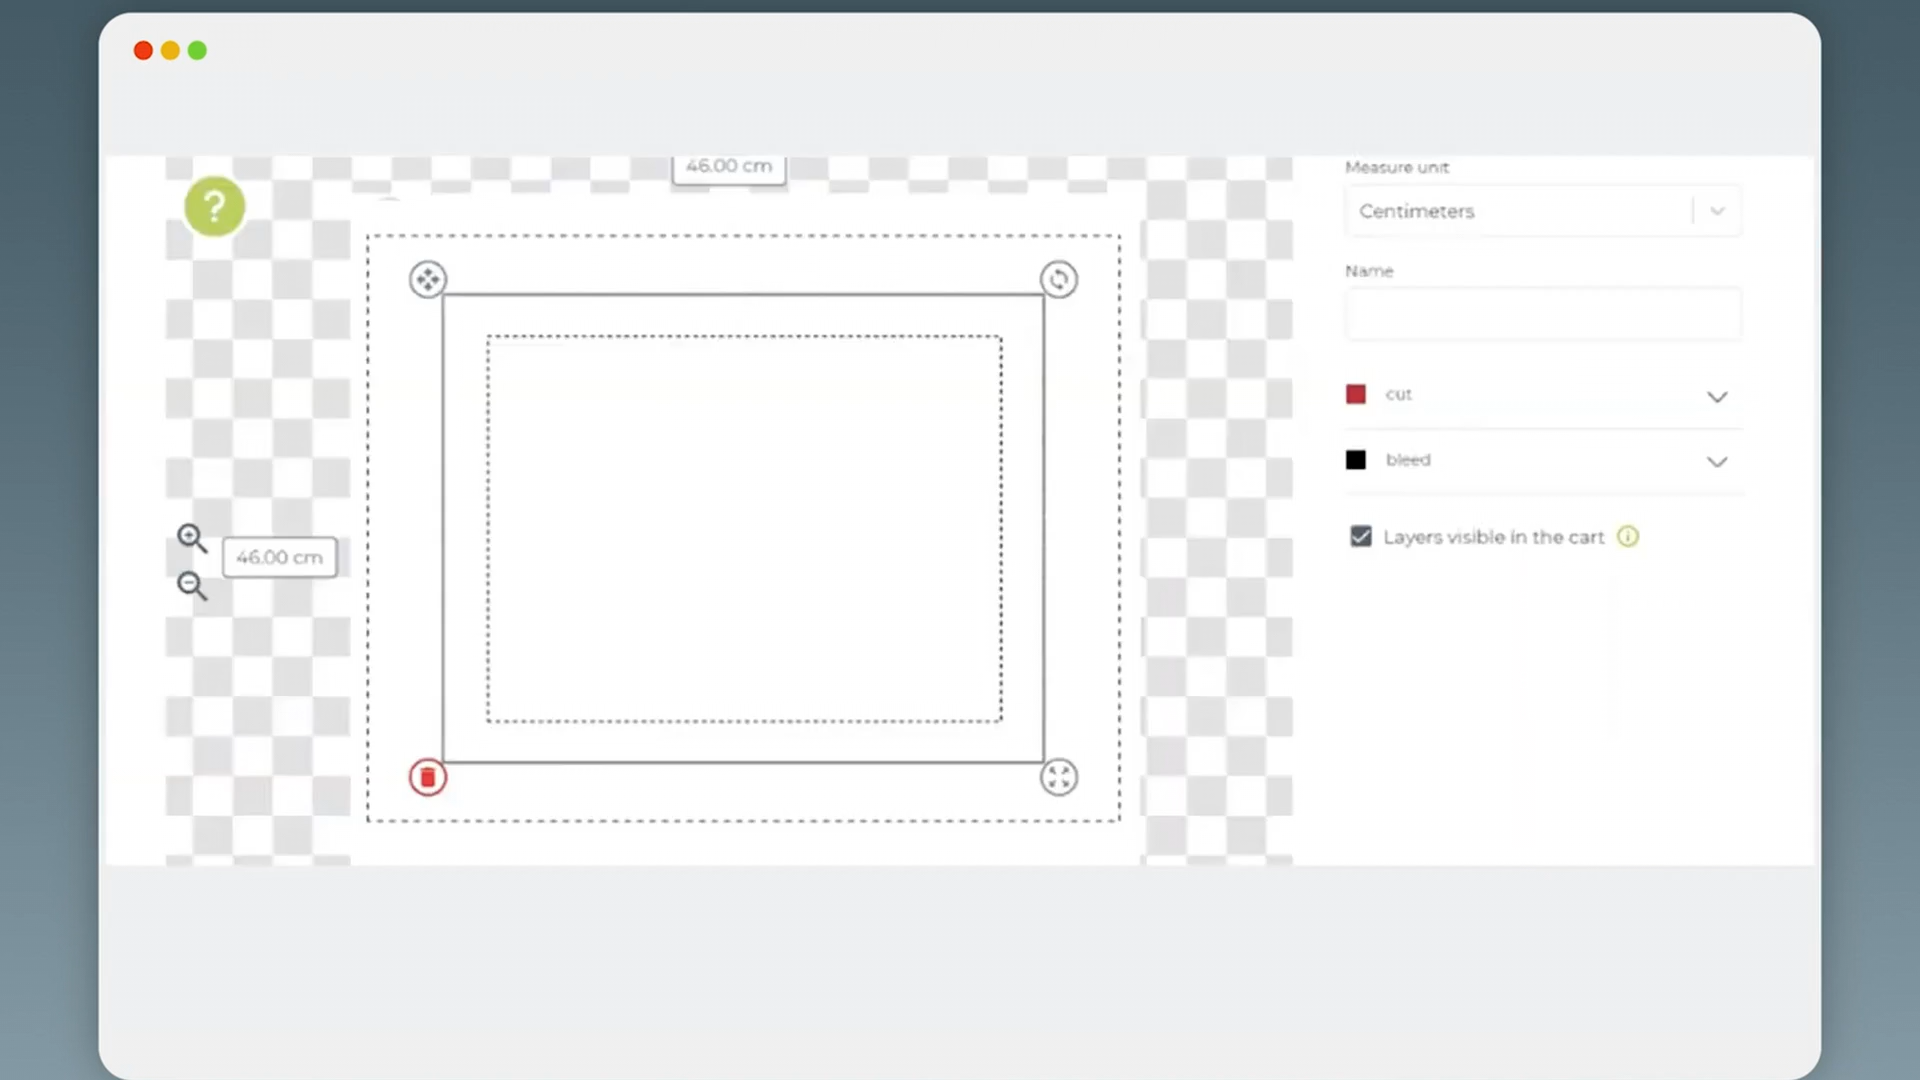 46.00 cm
Measure unit
?
Centimeters
Name
cut
bleed
Layers visible in the cart
46.00 cm